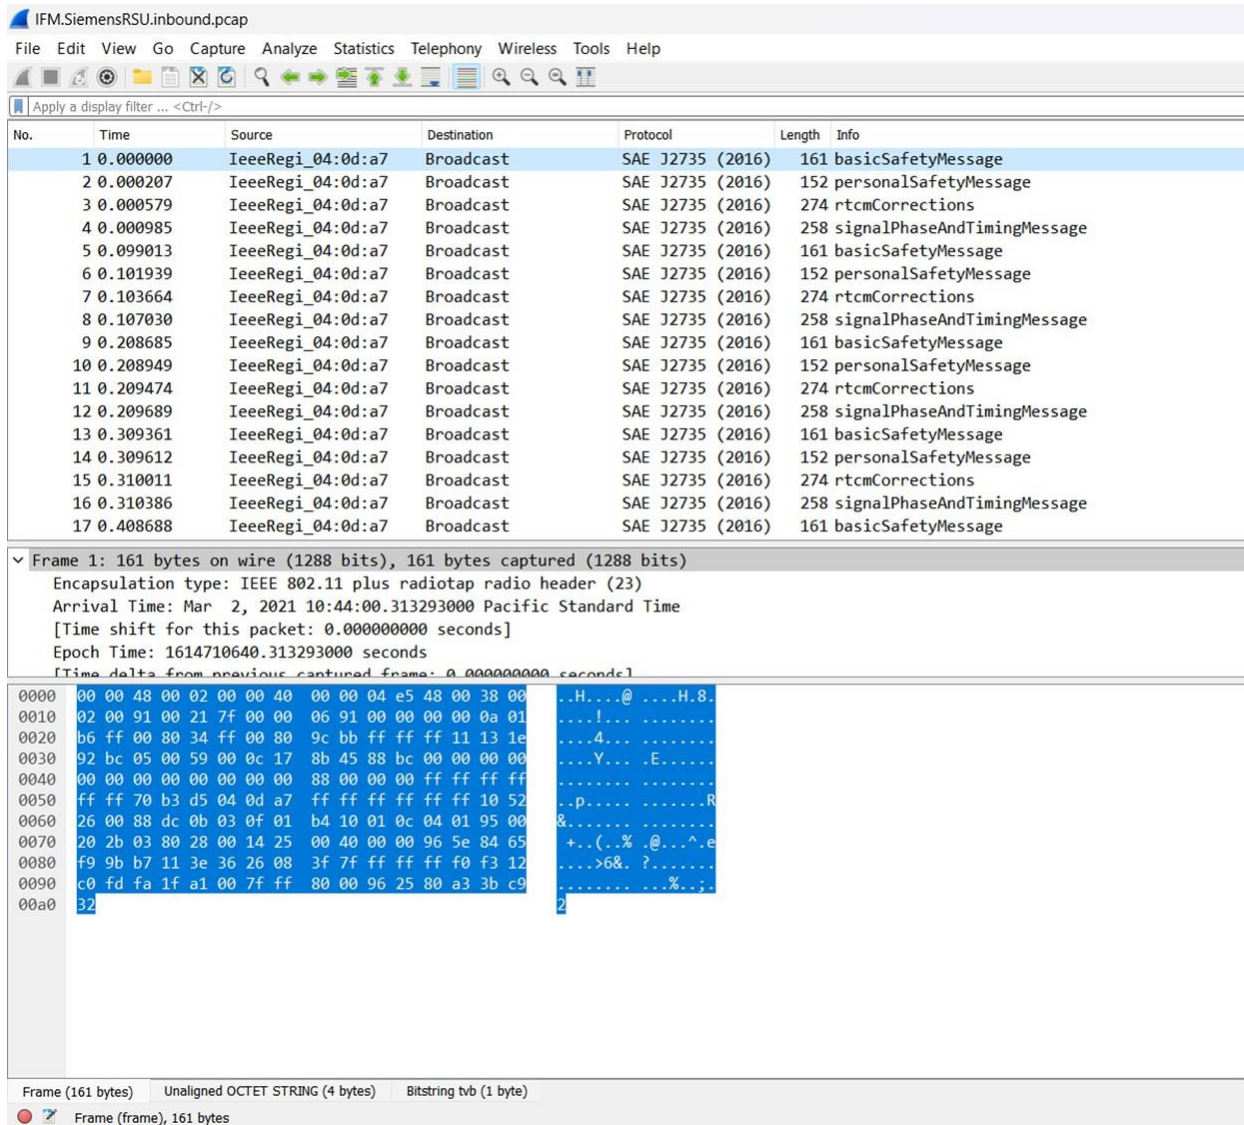 IFM.SiemensRSU.inbound.pcap
File Edit View Go Capture Analyze Statistics Telephony Wireless Tools Help
Apply a display filter ... <Ctrl-/>
No. Time Source Destination Protocol Length Info
1 0.000000 IeeeRegi_04:0d:a7 Broadcast SAE J2735 (2016) 161 basicSafetyMessage
2 0.000207 IeeeRegi_04:0d:a7 Broadcast SAE J2735 (2016) 152 personalSafetyMessage
3 0.000579 IeeeRegi_04:0d:a7 Broadcast SAE J2735 (2016) 274 rtcmCorrections
4 0.000985 IeeeRegi_04:0d:a7 Broadcast SAE J2735 (2016) 258 signalPhaseAndTimingMessage
5 0.099013 IeeeRegi_04:0d:a7 Broadcast SAE J2735 (2016) 161 basicSafetyMessage
6 0.101939 IeeeRegi_04:0d:a7 Broadcast SAE J2735 (2016) 152 personalSafetyMessage
7 0.103664 IeeeRegi_04:0d:a7 Broadcast SAE J2735 (2016) 274 rtcmCorrections
8 0.107030 IeeeRegi_04:0d:a7 Broadcast SAE J2735 (2016) 258 signalPhaseAndTimingMessage
9 0.208685 IeeeRegi_04:0d:a7 Broadcast SAE J2735 (2016) 161 basicSafetyMessage
10 0.208949 IeeeRegi_04:0d:a7 Broadcast SAE J2735 (2016) 152 personalSafetyMessage
11 0.209474 IeeeRegi_04:0d:a7 Broadcast SAE J2735 (2016) 274 rtcmCorrections
12 0.209689 IeeeRegi_04:0d:a7 Broadcast SAE J2735 (2016) 258 signalPhaseAndTimingMessage
13 0.309361 IeeeRegi_04:0d:a7 Broadcast SAE J2735 (2016) 161 basicSafetyMessage
14 0.309612 IeeeRegi_04:0d:a7 Broadcast SAE J2735 (2016) 152 personalSafetyMessage
15 0.310011 IeeeRegi_04:0d:a7 Broadcast SAE J2735 (2016) 274 rtcmCorrections
16 0.310386 IeeeRegi_04:0d:a7 Broadcast SAE J2735 (2016) 258 signalPhaseAndTimingMessage
17 0.408688 IeeeRegi_04:0d:a7 Broadcast SAE J2735 (2016) 161 basicSafetyMessage
Frame 1: 161 bytes on wire (1288 bits), 161 bytes captured (1288 bits)
Encapsulation type: IEEE 802.11 plus radiotap radio header (23)
Arrival Time: Mar 2, 2021 10:44:00.313293000 Pacific Standard Time
[Time shift for this packet: 0.000000000 seconds]
Epoch Time: 1614710640.313293000 seconds
[Time delta from previous captured frame: 0.000000000 seconds]
0000 00 00 48 00 02 00 00 40 00 00 04 e5 48 00 38 00 ..H....@ ....H.8.
0010 02 00 91 00 21 7f 00 00 06 91 00 00 00 00 0a 01 ....!... ........
0020 b6 ff 00 80 34 ff 00 80 9c bb ff ff ff 11 13 1e ....4... ........
0030 92 bc 05 00 59 00 0c 17 8b 45 88 bc 00 00 00 00 ....Y... .E......
0040 00 00 00 00 00 00 00 00 88 00 00 00 ff ff ff ff ........ ........
0050 ff ff 70 b3 d5 04 0d a7 ff ff ff ff ff ff 10 52 ..p..... .......R
0060 26 00 88 dc 0b 03 0f 01 b4 10 01 0c 04 01 95 00 &....... ........
0070 20 2b 03 80 28 00 14 25 00 40 00 00 96 5e 84 65 +..(..% .@...^.e
0080 f9 9b b7 11 3e 36 26 08 3f 7f ff ff ff f0 f3 12 ....>6&. ?.......
0090 c0 fd fa 1f a1 00 7f ff 80 00 96 25 80 a3 3b c9 ........ ...%..;.
00a0 32 2
Frame (161 bytes) Unaligned OCTET STRING (4 bytes) Bitstring tvb (1 byte)
Frame (frame), 161 bytes